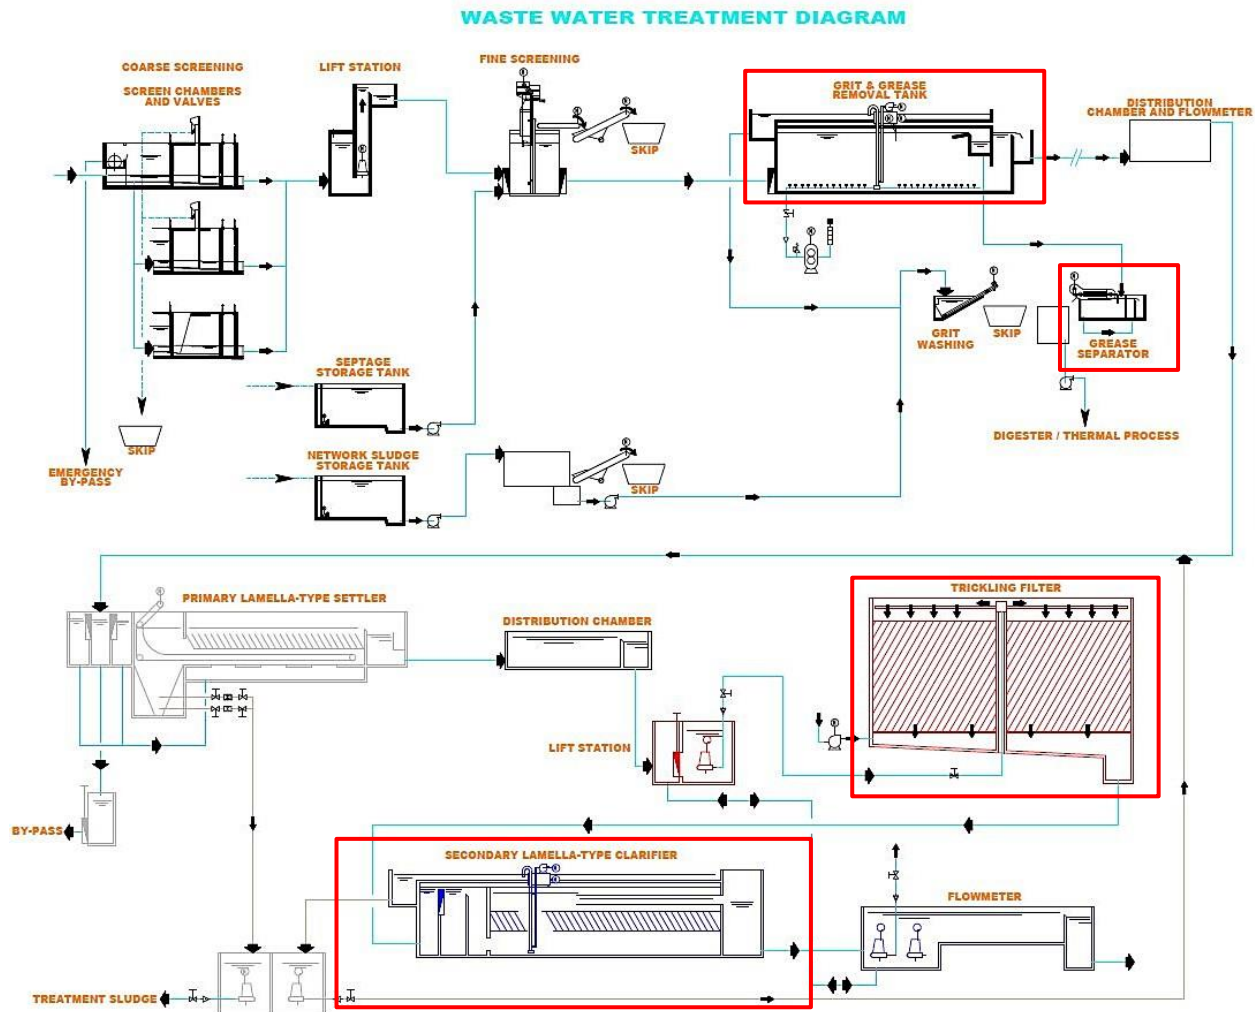 WASTE WATER TREATMENT DIAGRAM
COARSE SCREENING
SCREEN CHAMBERS
AND VALVES
LIFT STATION
FINE SCREENING
SKIP
GRIT & GREASE
REMOVAL TANK
DISTRIBUTION
CHAMBER AND FLOWMETER
GRIT
WASHING
SKIP
GREASE
SEPARATOR
SEPTAGE
STORAGE TANK
SKIP
EMERGENCY
BY-PASS
NETWORK SLUDGE
STORAGE TANK
SKIP
DIGESTER / THERMAL PROCESS
PRIMARY LAMELLA-TYPE SETTLER
DISTRIBUTION CHAMBER
TRICKLING FILTER
LIFT STATION
BY-PASS
SECONDARY LAMELLA-TYPE CLARIFIER
FLOWMETER
TREATMENT SLUDGE